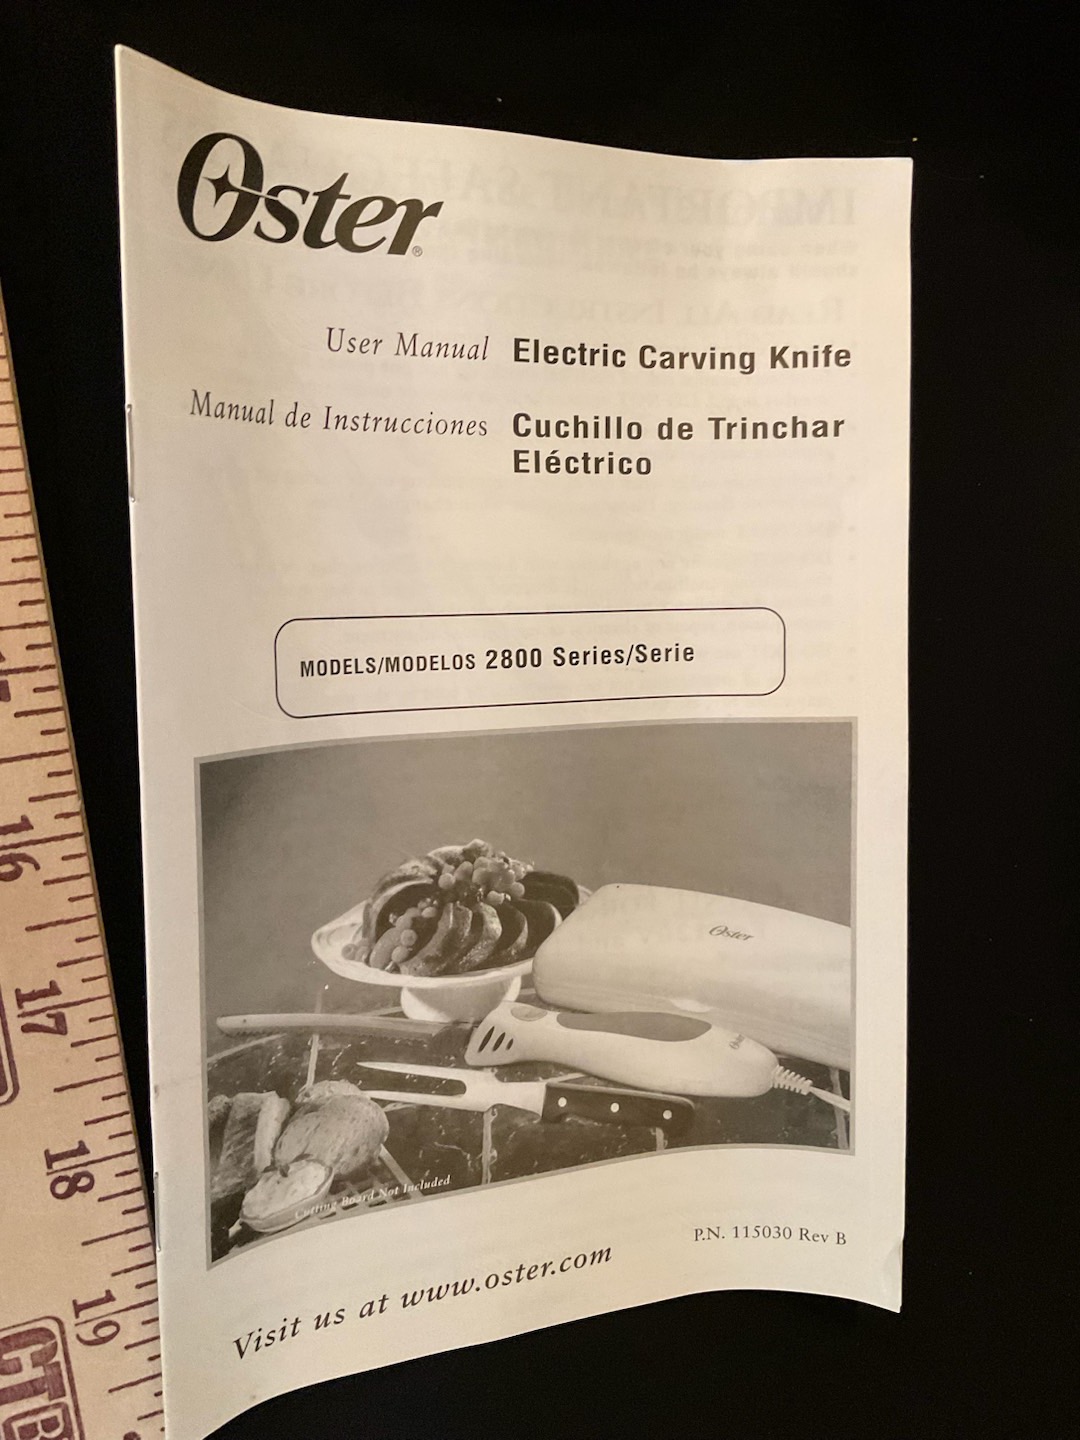 Oster®
User Manual Electric Carving Knife
Manual de Instrucciones Cuchillo de Trinchar
Eléctrico
MODELS/MODELOS 2800 Series/Serie
Oster
Oster
Cutting Board Not Included
P.N. 115030 Rev B
Visit us at www.oster.com
16
17
18
19